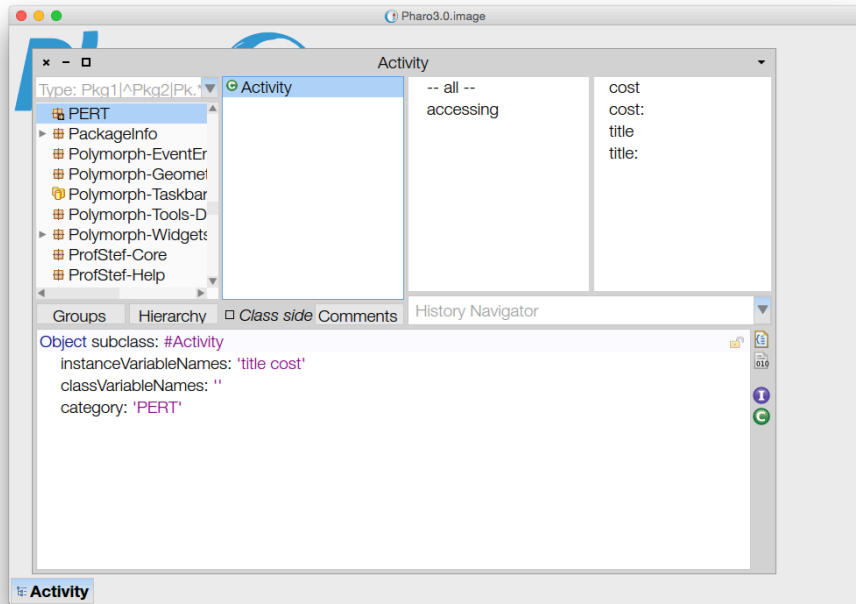 Pharo3.0.image
Activity
Type: Pkg1|^Pkg2|Pk.*
PERT
PackageInfo
Polymorph-EventEr
Polymorph-Geomet
Polymorph-Taskbar
Polymorph-Tools-D
Polymorph-Widgets
ProfStef-Core
ProfStef-Help
Activity
-- all --
accessing
cost
cost:
title
title:
Groups
Hierarchy
Class side
Comments
History Navigator
Object subclass: #Activity
instanceVariableNames: 'title cost'
classVariableNames: ''
category: 'PERT'
010
I
C
Activity